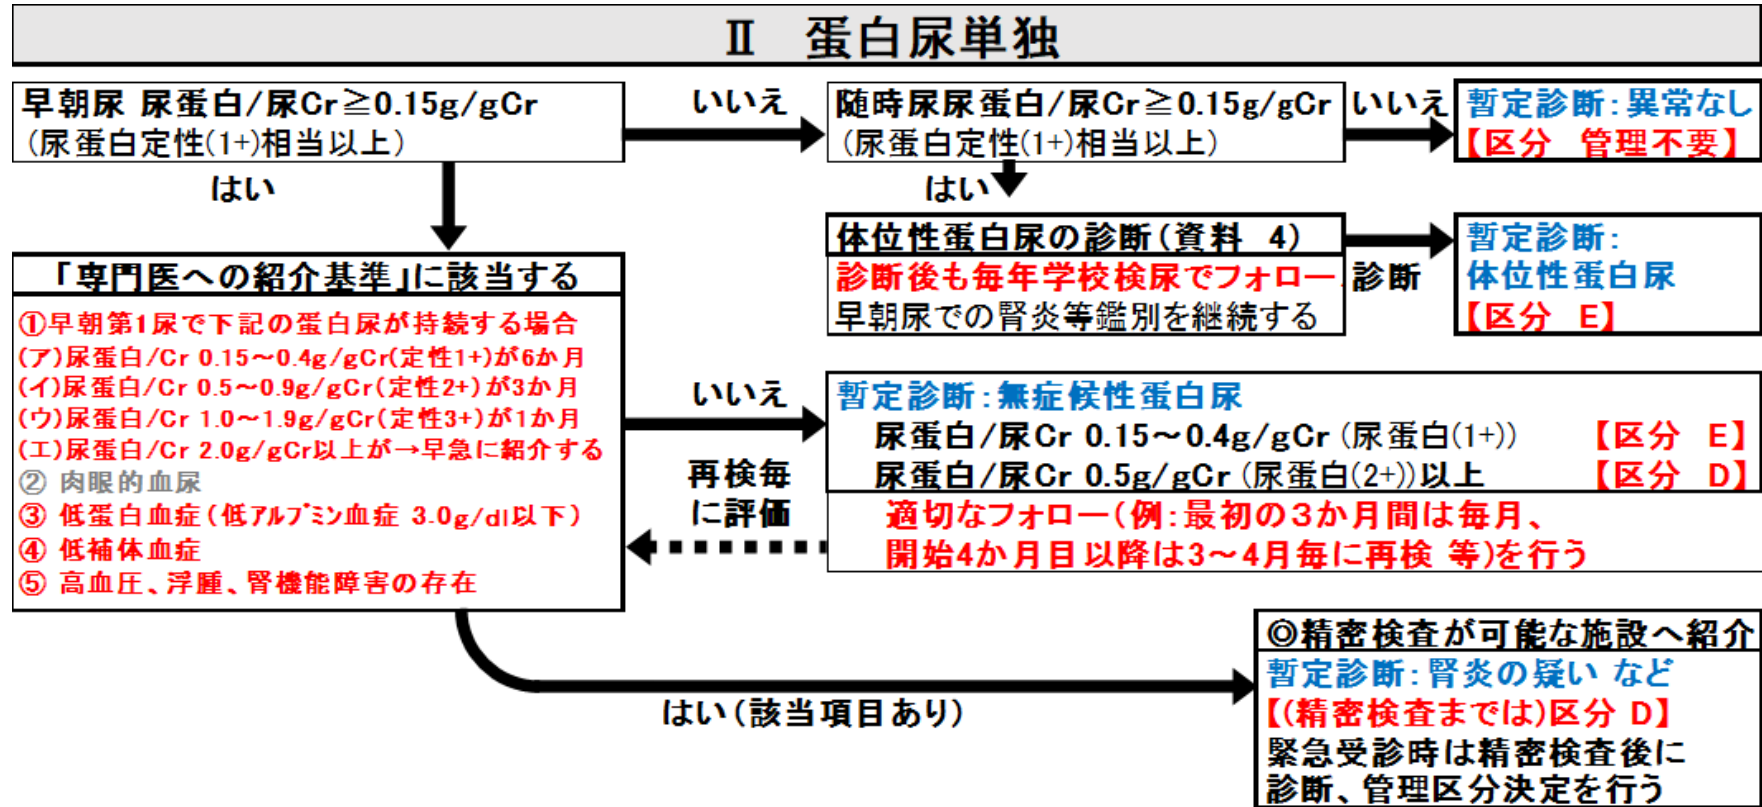 Ⅱ 蛋白尿単独
早朝尿 尿蛋白/尿Cr≧0.15g/gCr
(尿蛋白定性(1+)相当以上)
いいえ
随時尿尿蛋白/尿Cr≧0.15g/gCr
(尿蛋白定性(1+)相当以上)
いいえ
暫定診断:異常なし
【区分 管理不要】
はい
はい
体位性蛋白尿の診断(資料 4)
診断後も毎年学校検尿でフォロー、
早朝尿での腎炎等鑑別を継続する
診断
暫定診断:
体位性蛋白尿
【区分 E】
「専門医への紹介基準」に該当する
①早朝第1尿で下記の蛋白尿が持続する場合
(ア)尿蛋白/Cr 0.15～0.4g/gCr(定性1+)が6か月
(イ)尿蛋白/Cr 0.5～0.9g/gCr(定性2+)が3か月
(ウ)尿蛋白/Cr 1.0～1.9g/gCr(定性3+)が1か月
(エ)尿蛋白/Cr 2.0g/gCr以上が→早急に紹介する
② 肉眼的血尿
③ 低蛋白血症(低アルブミン血症 3.0g/dl以下)
④ 低補体血症
⑤ 高血圧、浮腫、腎機能障害の存在
いいえ
再検毎
に評価
暫定診断:無症候性蛋白尿
尿蛋白/尿Cr 0.15～0.4g/gCr (尿蛋白(1+)) 【区分 E】
尿蛋白/尿Cr 0.5g/gCr (尿蛋白(2+))以上 【区分 D】
適切なフォロー(例:最初の3か月間は毎月、
開始4か月目以降は3～4月毎に再検 等)を行う
はい(該当項目あり)
◎精密検査が可能な施設へ紹介
暫定診断:腎炎の疑い など
【(精密検査までは)区分 D】
緊急受診時は精密検査後に
診断、管理区分決定を行う